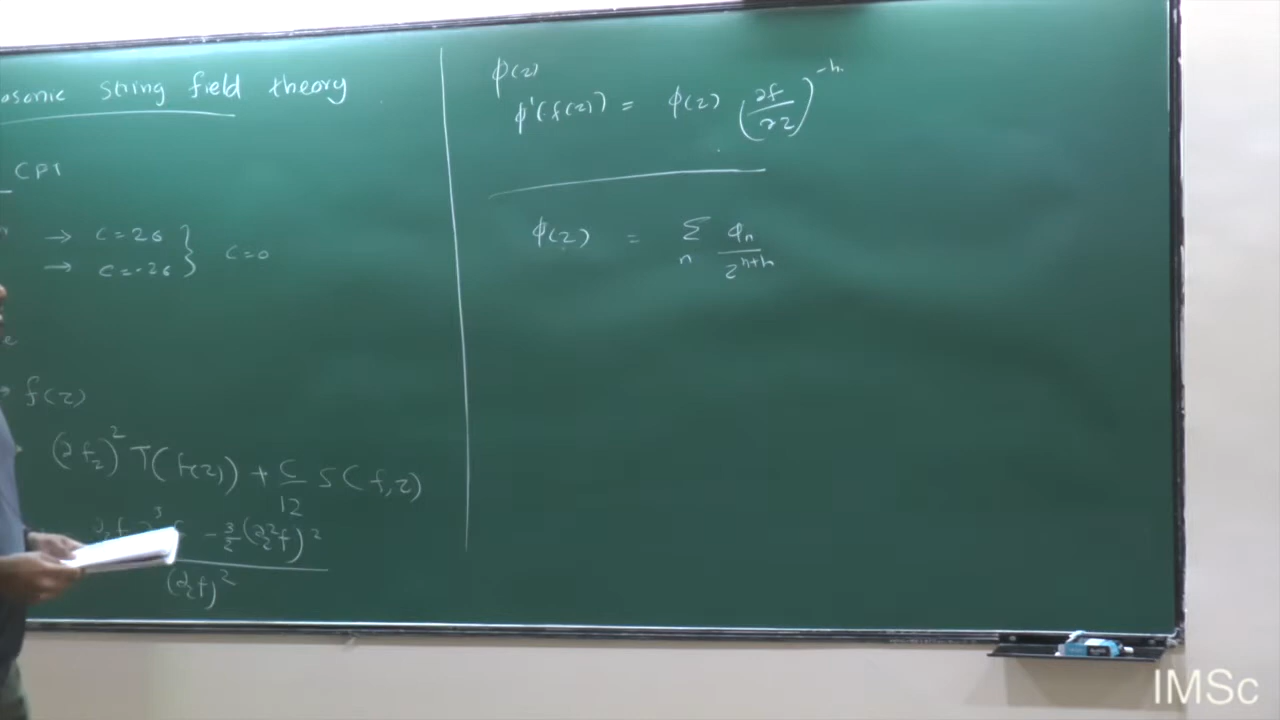 osonic string field theory
CFT
→ c=26
→ c=-26 } c=0
→ f(z)
(∂f_z)^2 T(f(z)) + c/12 S(f,z)
- 3/2 (∂_z^2 f)^2
(∂_z f)^2
φ(z)
φ'(f(z)) = φ(z) (∂f/∂z)^{-h}
φ(z) = Σ_n φ_n / z^{n+h}
IMSc